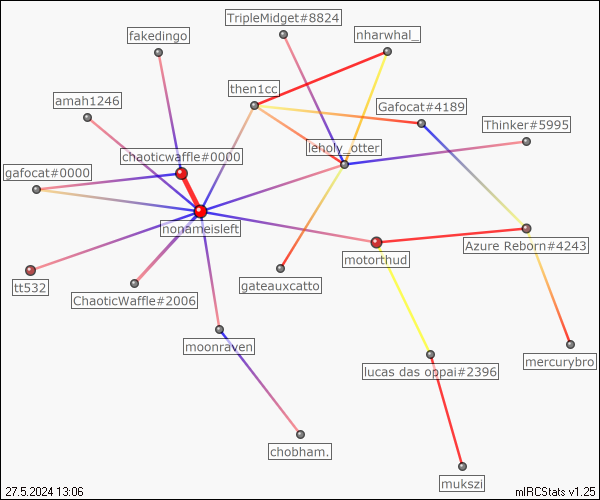 TripleMidget#8824
fakedingo
nharwhal_
then1cc
amah1246
Gafocat#4189
Thinker#5995
leholy_otter
chaoticwaffle#0000
gafocat#0000
nonameisleft
Azure Reborn#4243
motorthud
tt532
gateauxcatto
ChaoticWaffle#2006
moonraven
mercurybro
lucas das oppai#2396
chobham.
mukszi
27.5.2024 13:06
mIRCStats v1.25